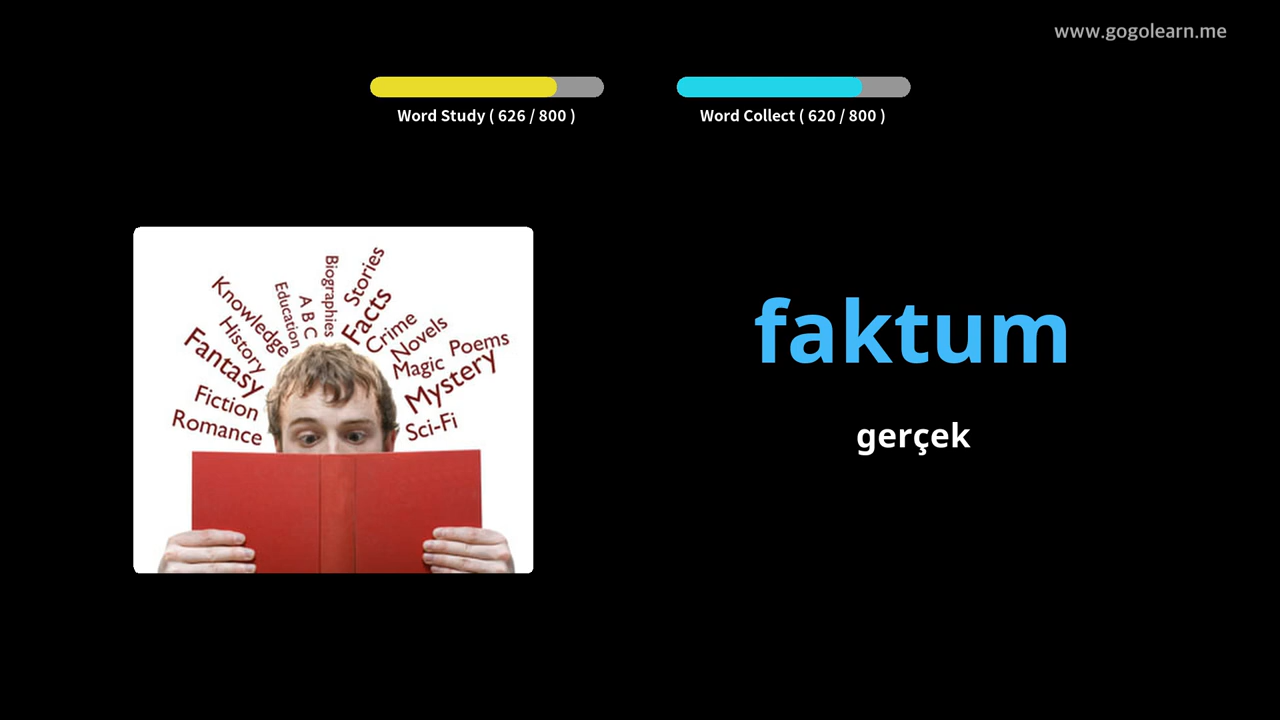 www.gogolearn.me
Word Study ( 626 / 800 )
Word Collect ( 620 / 800 )
Romance
Fiction
Fantasy
History
Knowledge
Education
A B C
Biographies
Stories
Facts
Crime
Novels
Magic
Poems
Mystery
Sci-Fi
faktum
gerçek